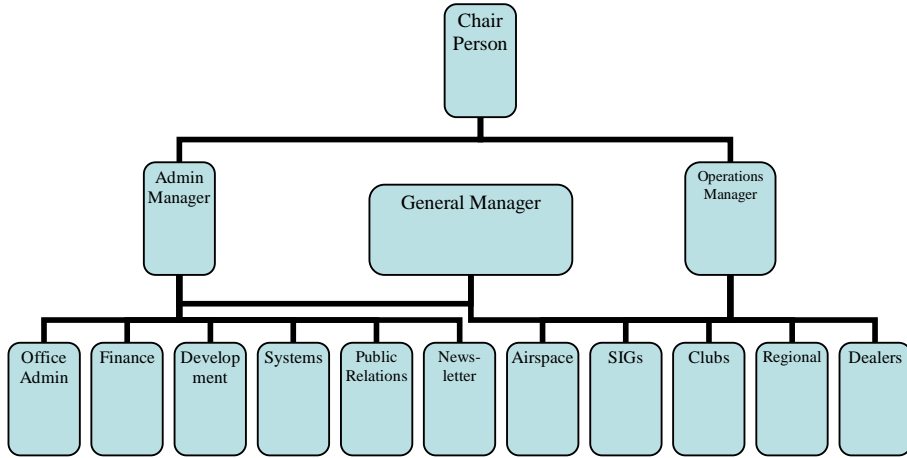 Chair
Person
Admin
Manager
General Manager
Operations
Manager
Office
Admin
Finance
Develop
ment
Systems
Public
Relations
News-
letter
Airspace
SIGs
Clubs
Regional
Dealers